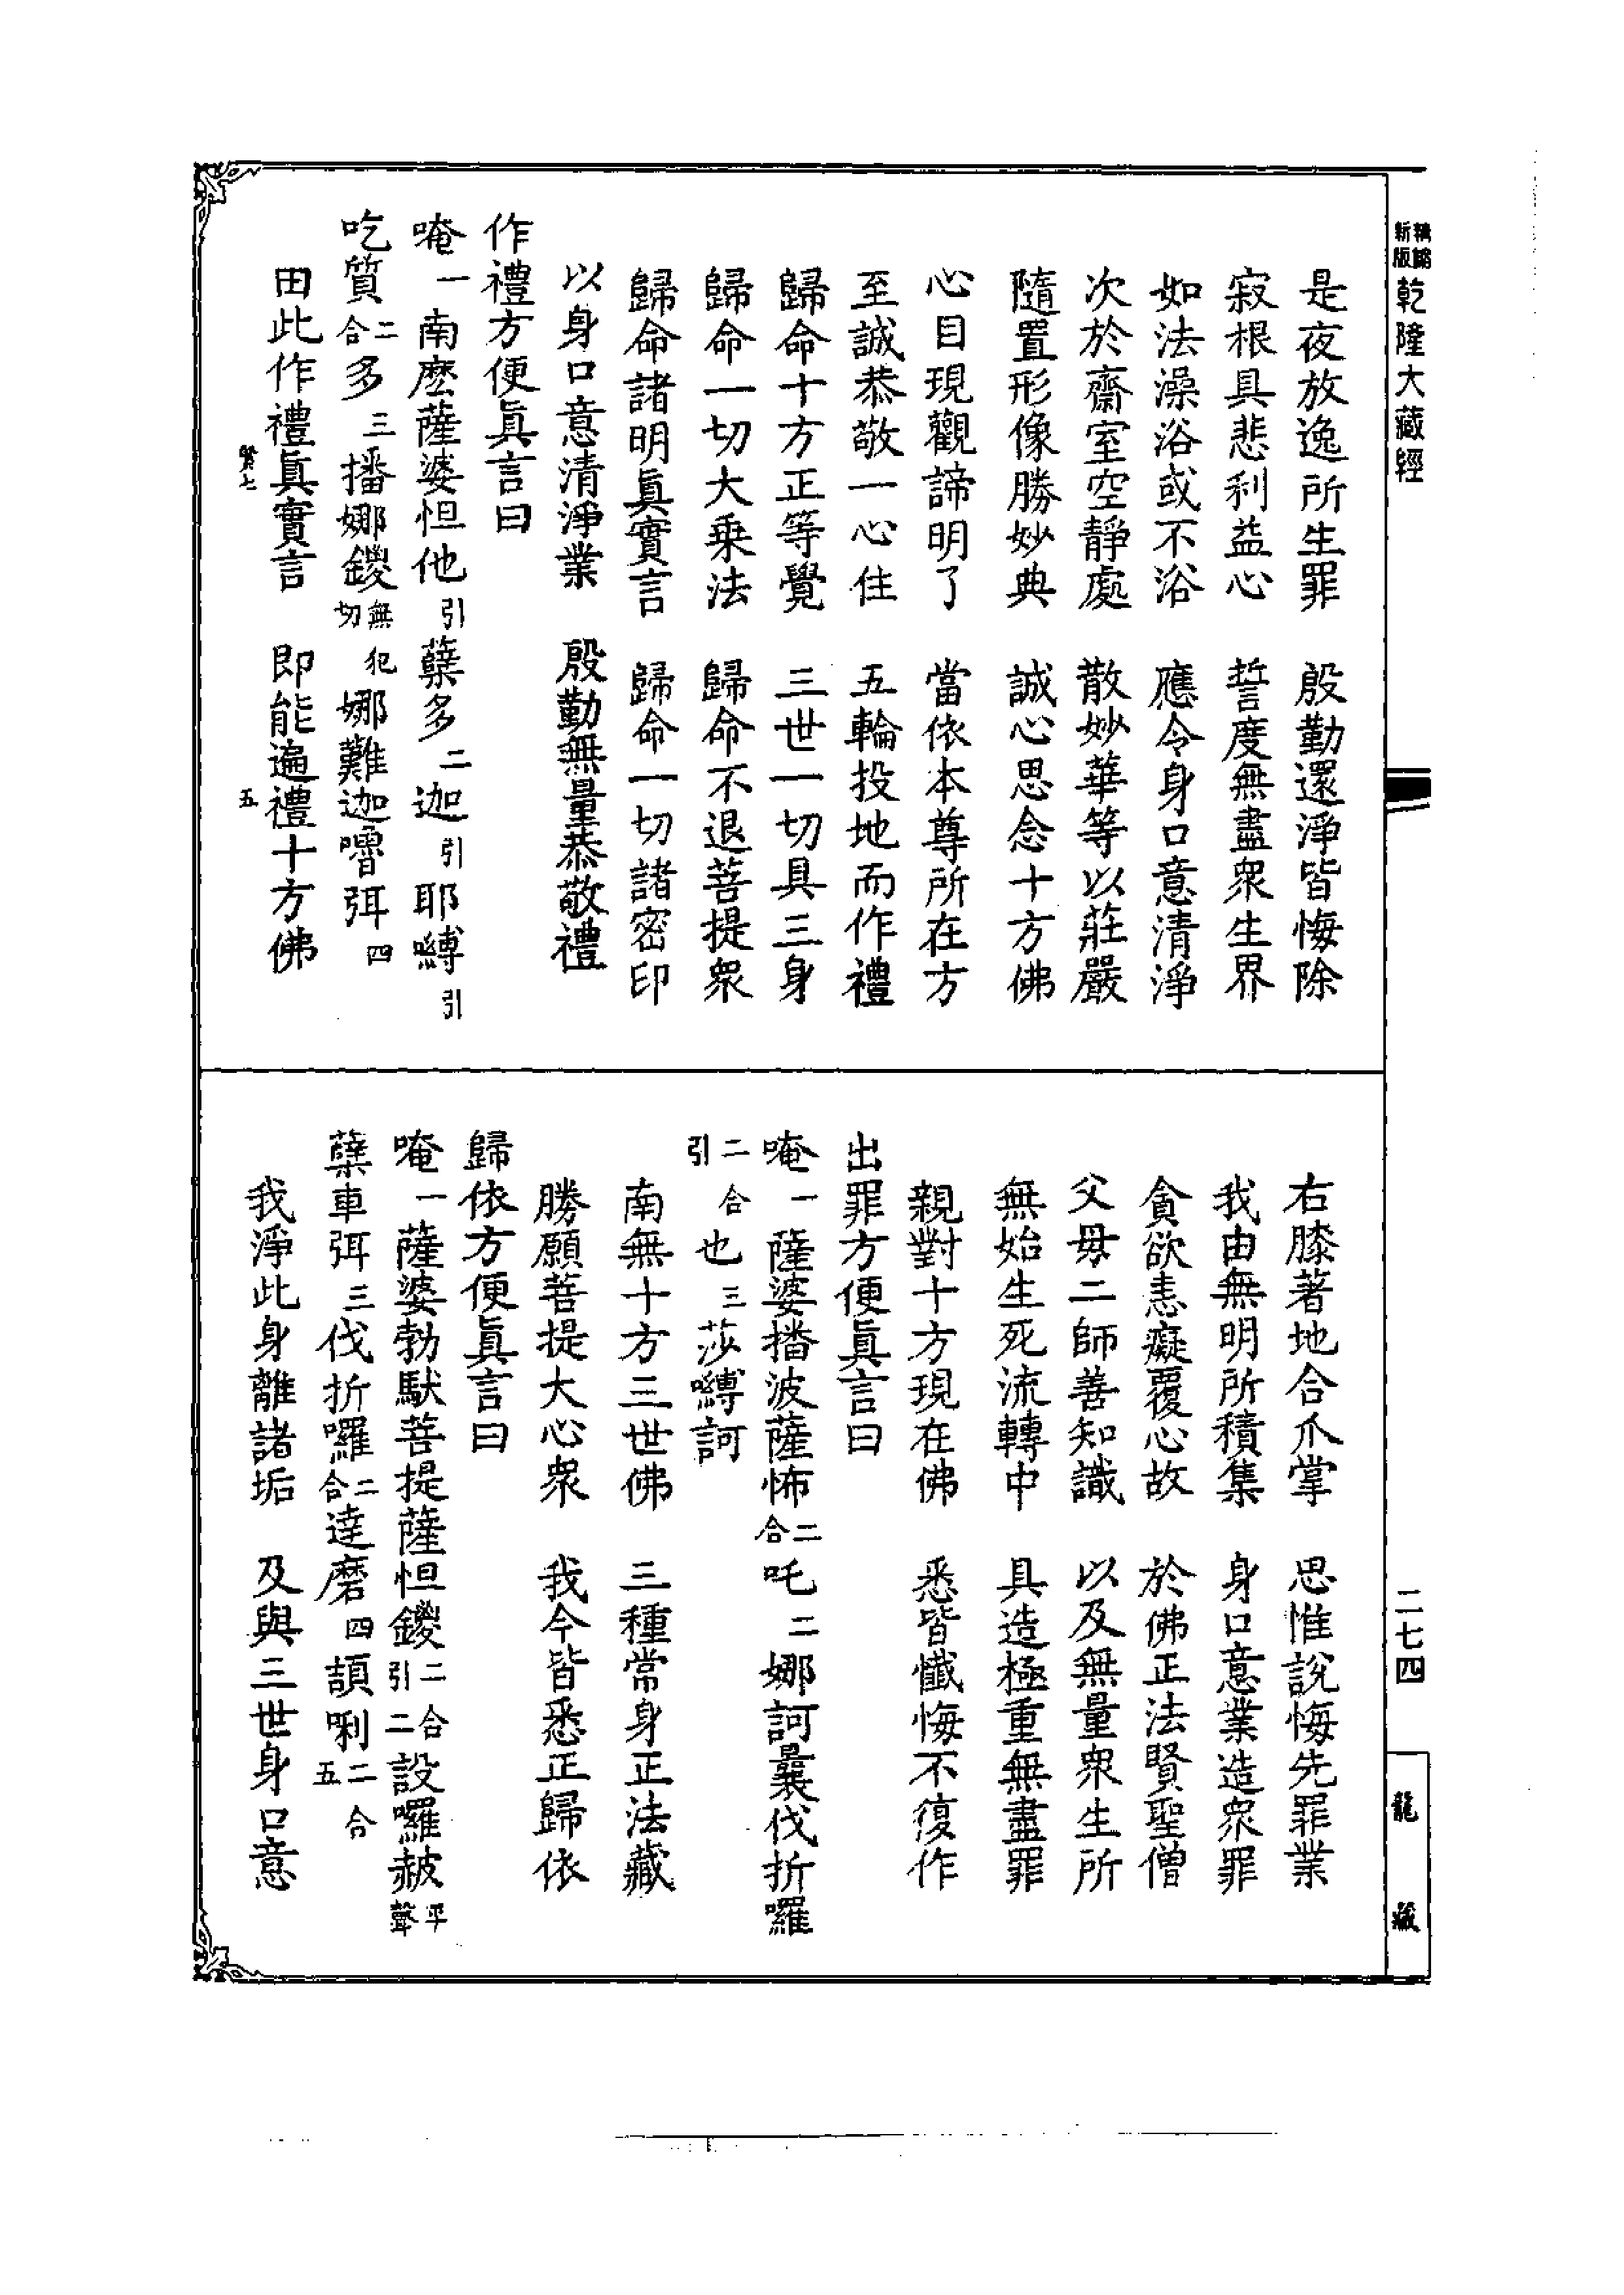 新版
精縮
乾隆大藏經
是夜放逸所生罪　殷勤還淨皆悔除
寂根具悲利益心　誓度無盡衆生界
如法澡浴或不浴　應令身口意清淨
次於齋室空靜處　散妙華等以莊嚴
隨置形像勝妙典　誠心思念十方佛
心目現觀諦明了　當依本尊所在方
至誠恭敬一心住　五輪投地而作禮
歸命十方正等覺　三世一切具三身
歸命一切大乘法　歸命不退菩提衆
歸命諸明眞實言　歸命一切諸密印
以身口意清淨業　殷勤無量恭敬禮
作禮方便眞言曰
唵一南麽薩婆怛他引蘖多二迦引耶嚩引
吃質二合多三播娜鑁無犯切娜難迦嚕弭四
田此作禮眞實言　即能遍禮十方佛
五
右膝著地合爪掌　思惟說悔先罪業
我由無明所積集　身口意業造衆罪
貪欲恚癡覆心故　於佛正法賢聖僧
父毋二師善知識　以及無量衆生所
無始生死流轉中　具造極重無盡罪
親對十方現在佛　悉皆懺悔不復作
出罪方便眞言曰
唵一薩婆播波薩怖二合吒二娜訶曩伐折囉
二合引也三莎嚩訶
南無十方三世佛　三種常身正法藏
勝願菩提大心衆　我今皆悉正歸依
歸依方便眞言曰
唵一薩婆勃馱菩提薩怛鑁二合引二設囉赧平聲
蘖車弭三伐折囉二合達磨四頡唎二合五
我淨此身離諸垢　及與三世身口意
二七四
龍藏